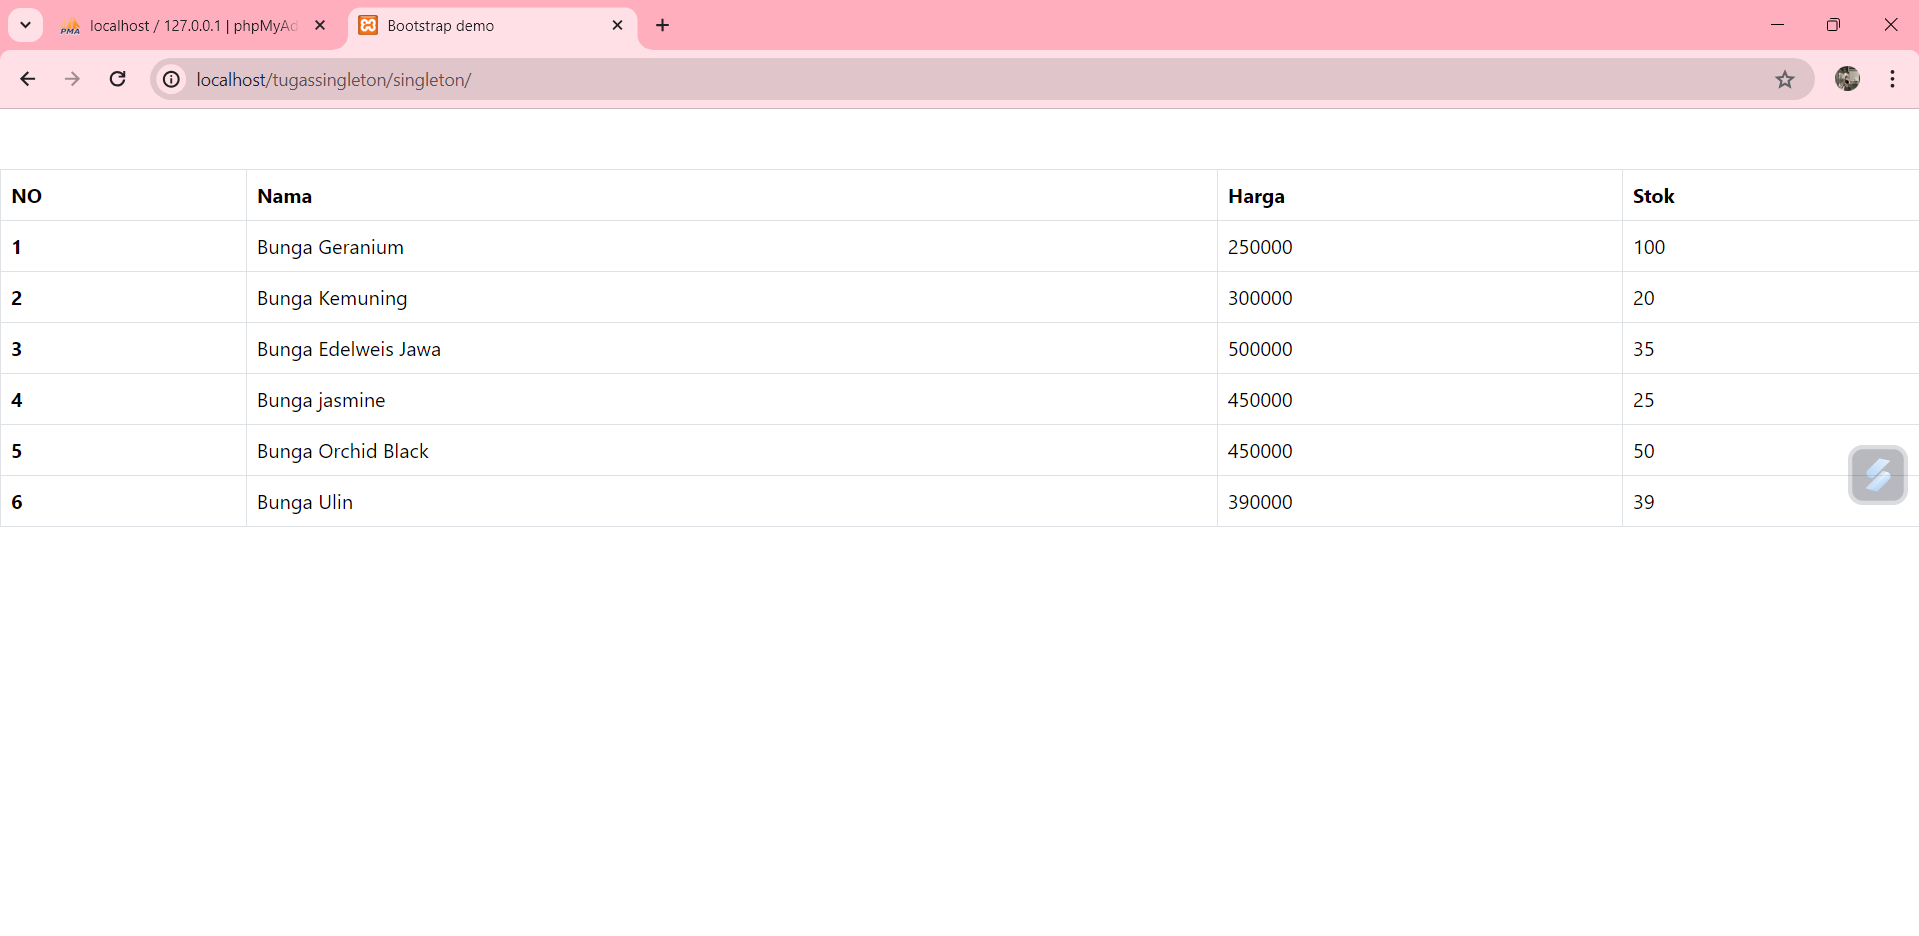 PMA localhost / 127.0.0.1 | phpMyAd Bootstrap demo
localhost/tugassingleton/singleton/
NO Nama Harga Stok
1 Bunga Geranium 250000 100
2 Bunga Kemuning 300000 20
3 Bunga Edelweis Jawa 500000 35
4 Bunga jasmine 450000 25
5 Bunga Orchid Black 450000 50
6 Bunga Ulin 390000 39